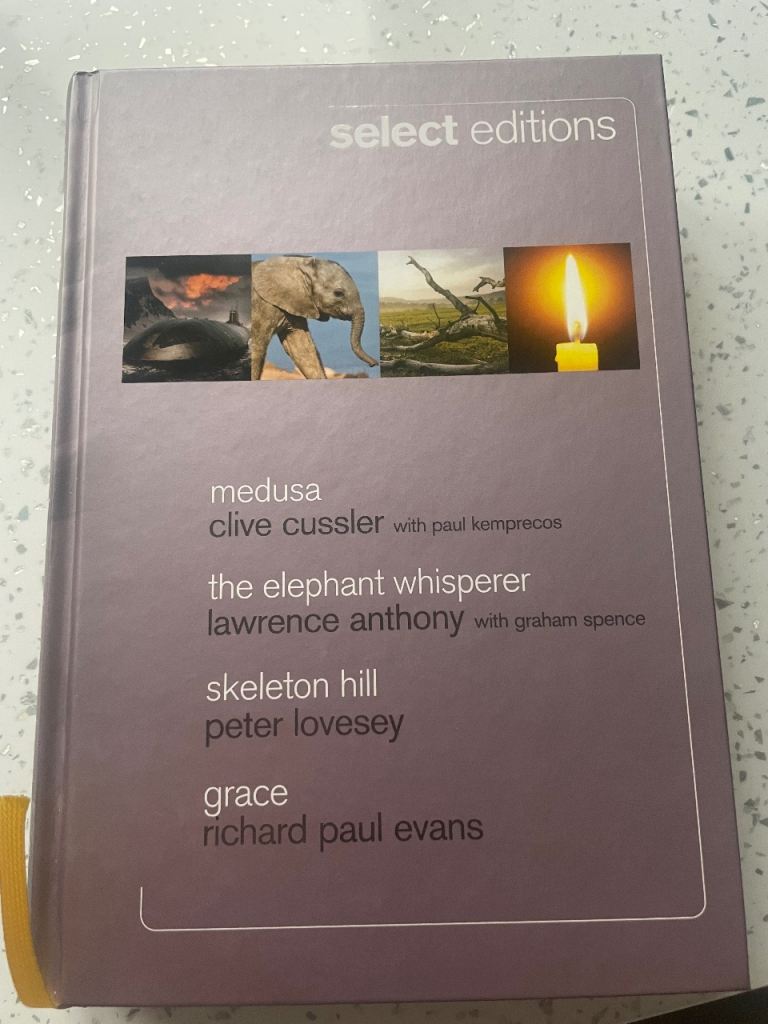 select editions
medusa
clive cussler with paul kemprecos
the elephant whisperer
lawrence anthony with graham spence
skeleton hill
peter lovesey
grace
richard paul evans